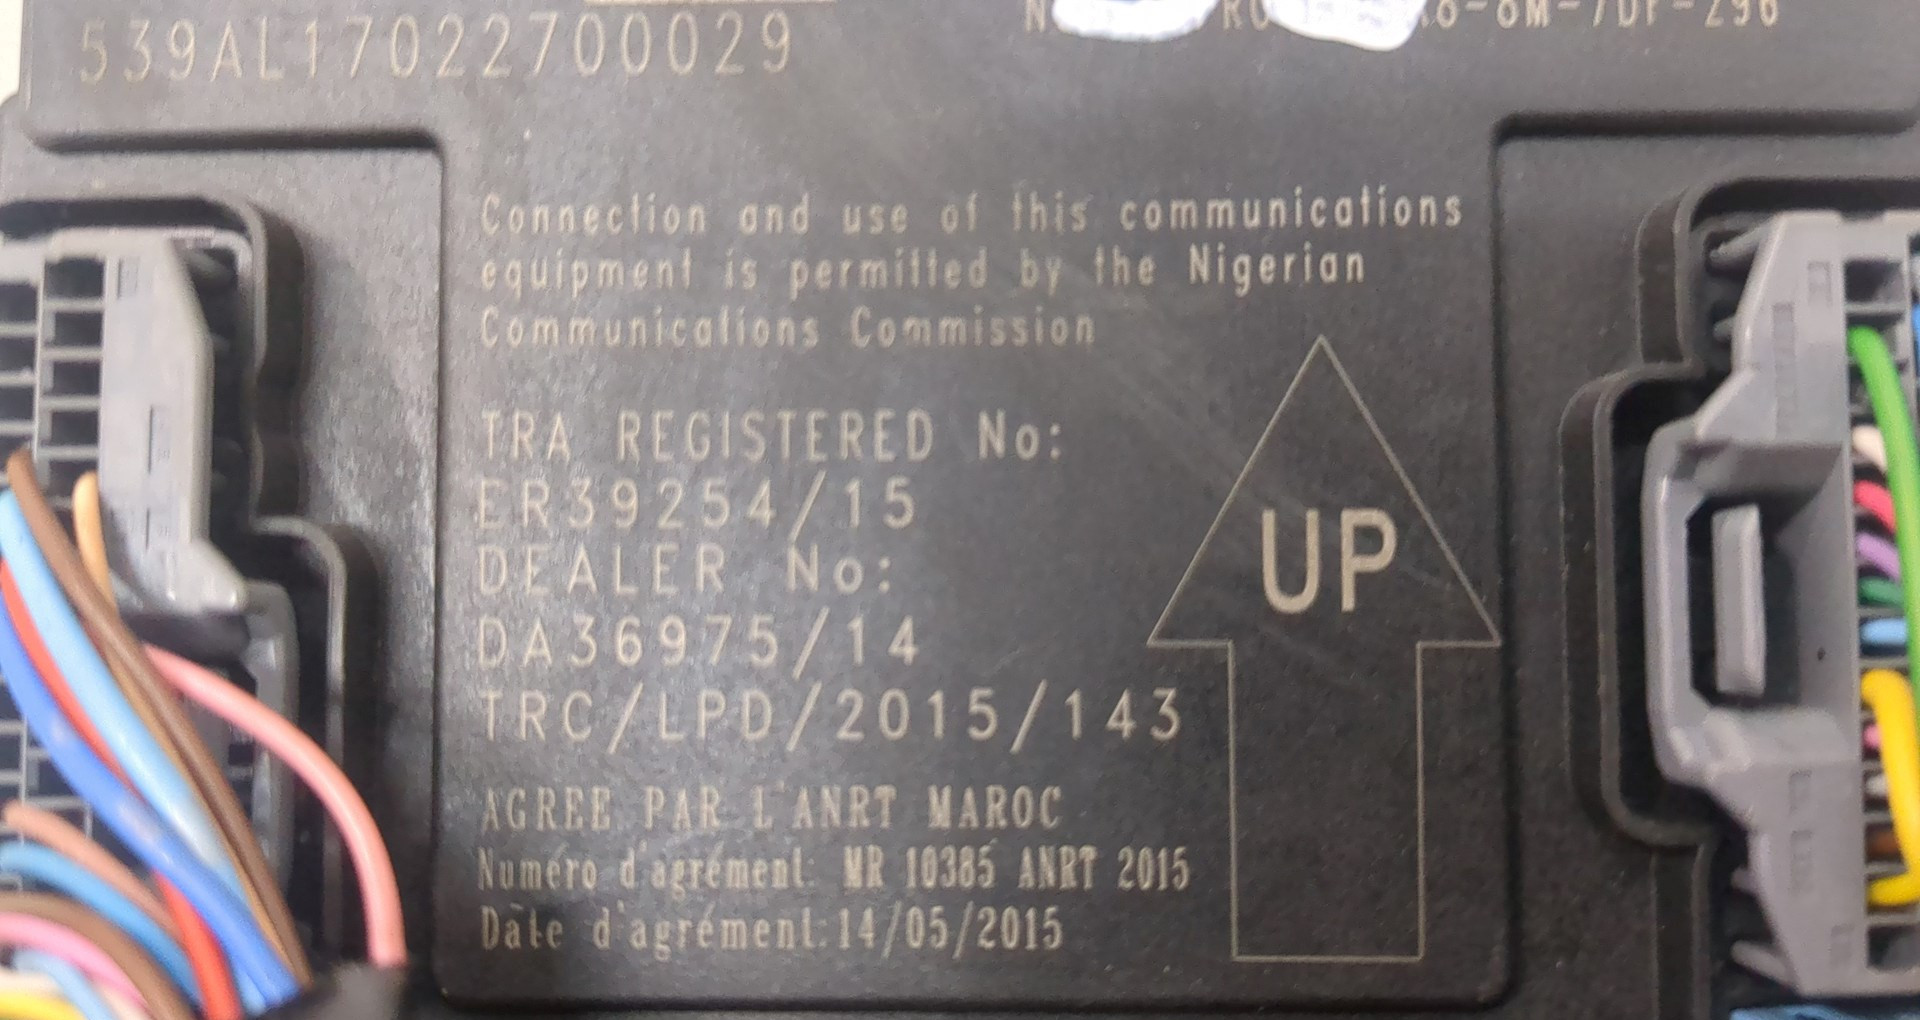 539AL17022700029
Connection and use of this communications
equipment is permitted by the Nigerian
Communications Commission
TRA REGISTERED No:
ER39254/15
DEALER No:
DA36975/14
TRC/LPD/2015/143
UP
AGREE PAR L'ANRT MAROC
Numéro d'agrément: MR 10385 ANRT 2015
Date d'agrément:14/05/2015